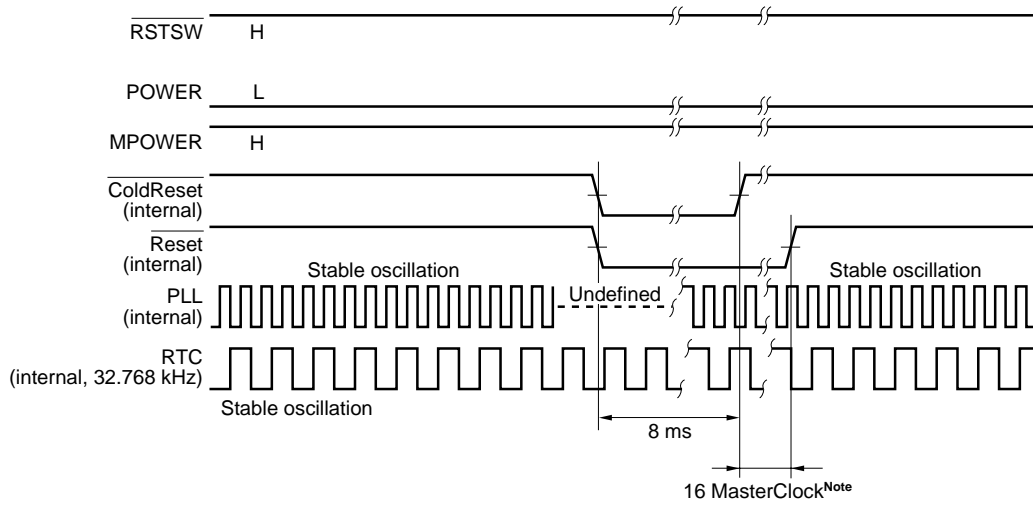 RSTSW H
POWER L
MPOWER H
ColdReset
(internal)
Reset
(internal)
Stable oscillation Stable oscillation
PLL Undefined
(internal)
RTC
(internal, 32.768 kHz)
Stable oscillation
8 ms
16 MasterClockNote